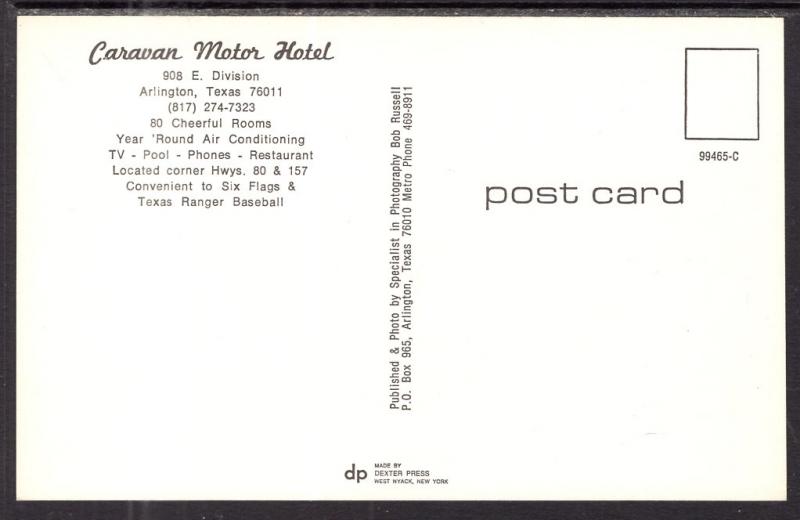 Caravan Motor Hotel
908 E. Division
Arlington, Texas 76011
(817) 274-7323
80 Cheerful Rooms
Year 'Round Air Conditioning
TV - Pool - Phones - Restaurant
Located corner Hwys. 80 & 157
Convenient to Six Flags &
Texas Ranger Baseball
Published & Photo by Specialist in Photography Bob Russell
P.O. Box 965, Arlington, Texas 76010 Metro Phone 469-8911
99465-C
post card
dp
MADE BY
DEXTER PRESS
WEST NYACK, NEW YORK